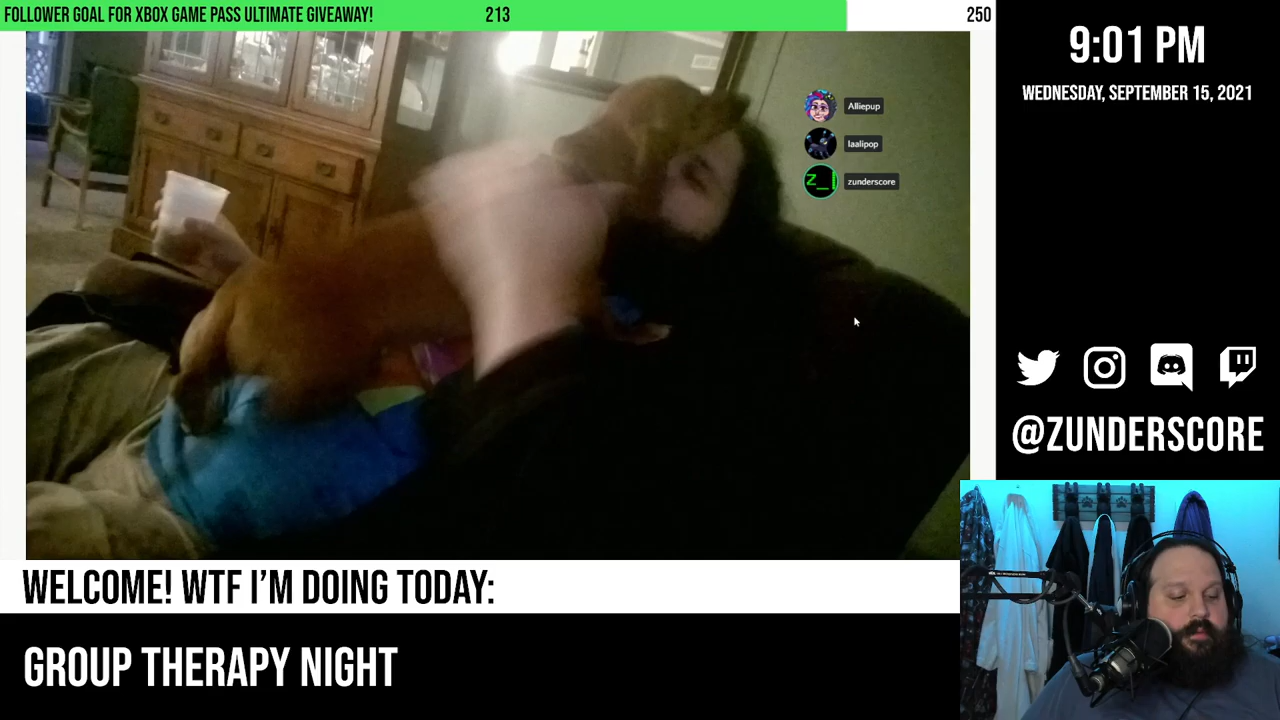 FOLLOWER GOAL FOR XBOX GAME PASS ULTIMATE GIVEAWAY! 213 250
9:01 PM
WEDNESDAY, SEPTEMBER 15, 2021
Alliepup
laalipop
Z_
zunderscore
@ZUNDERSCORE
WELCOME! WTF I'M DOING TODAY:
GROUP THERAPY NIGHT